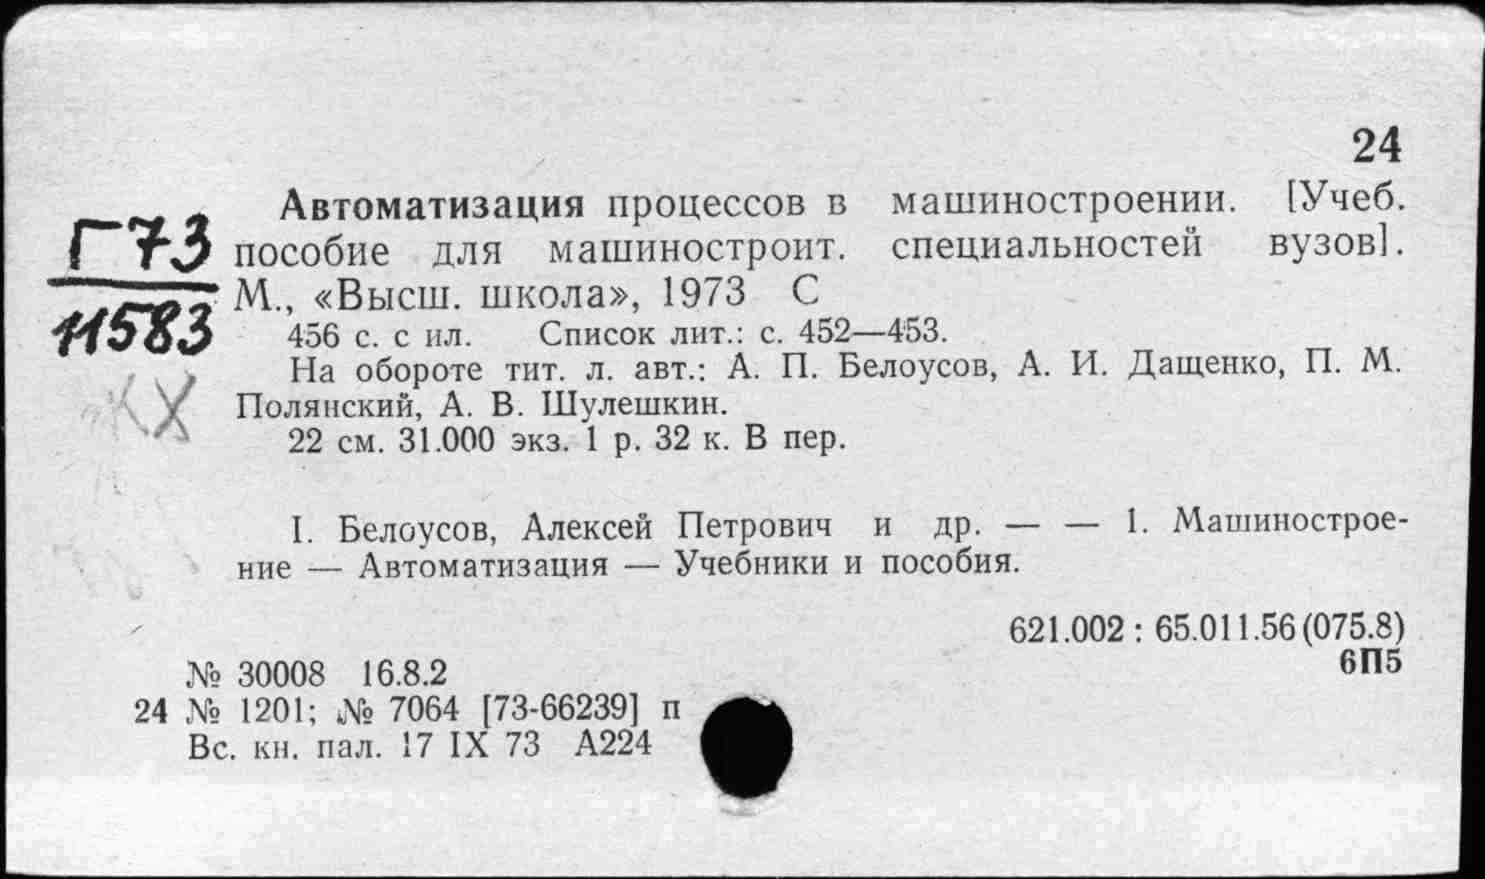 24
Автоматизация процессов в машиностроении. [Учеб.
Г73 пособие для машиностроит. специальностей вузов].
М., «Высш. школа», 1973 С
11583
456 с. с ил. Список лит.: с. 452—453.
На обороте тит. л. авт.: А. П. Белоусов, А. И. Дащенко, П. М.
Полянский, А. В. Шулешкин.
22 см. 31.000 экз. 1 р. 32 к. В пер.
I. Белоусов, Алексей Петрович и др. — — 1. Машинострое-
ние — Автоматизация — Учебники и пособия.
621.002 : 65.011.56 (075.8)
6П5
№ 30008 16.8.2
24 № 1201; № 7064 [73-66239] п
Вс. кн. пал. 17 IX 73 А224